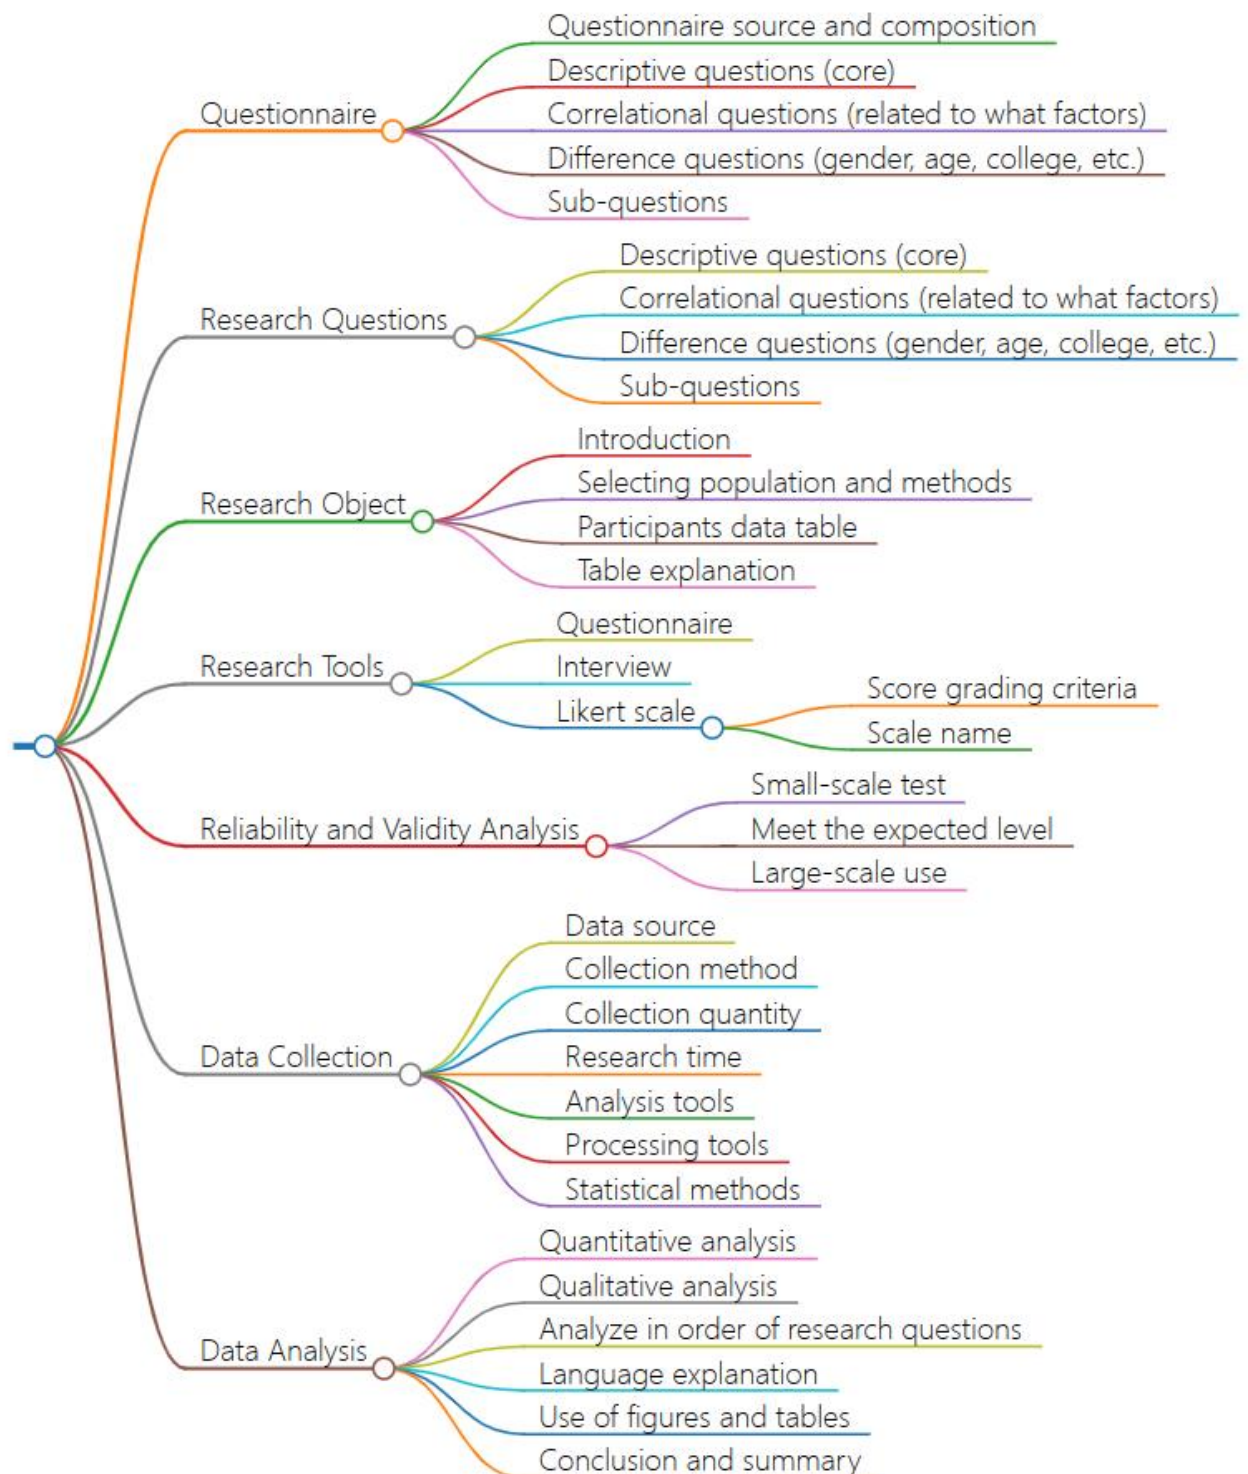 Questionnaire
Questionnaire source and composition
Descriptive questions (core)
Correlational questions (related to what factors)
Difference questions (gender, age, college, etc.)
Sub-questions
Research Questions
Descriptive questions (core)
Correlational questions (related to what factors)
Difference questions (gender, age, college, etc.)
Sub-questions
Research Object
Introduction
Selecting population and methods
Participants data table
Table explanation
Research Tools
Questionnaire
Interview
Likert scale
Score grading criteria
Scale name
Reliability and Validity Analysis
Small-scale test
Meet the expected level
Large-scale use
Data Collection
Data source
Collection method
Collection quantity
Research time
Analysis tools
Processing tools
Statistical methods
Data Analysis
Quantitative analysis
Qualitative analysis
Analyze in order of research questions
Language explanation
Use of figures and tables
Conclusion and summary